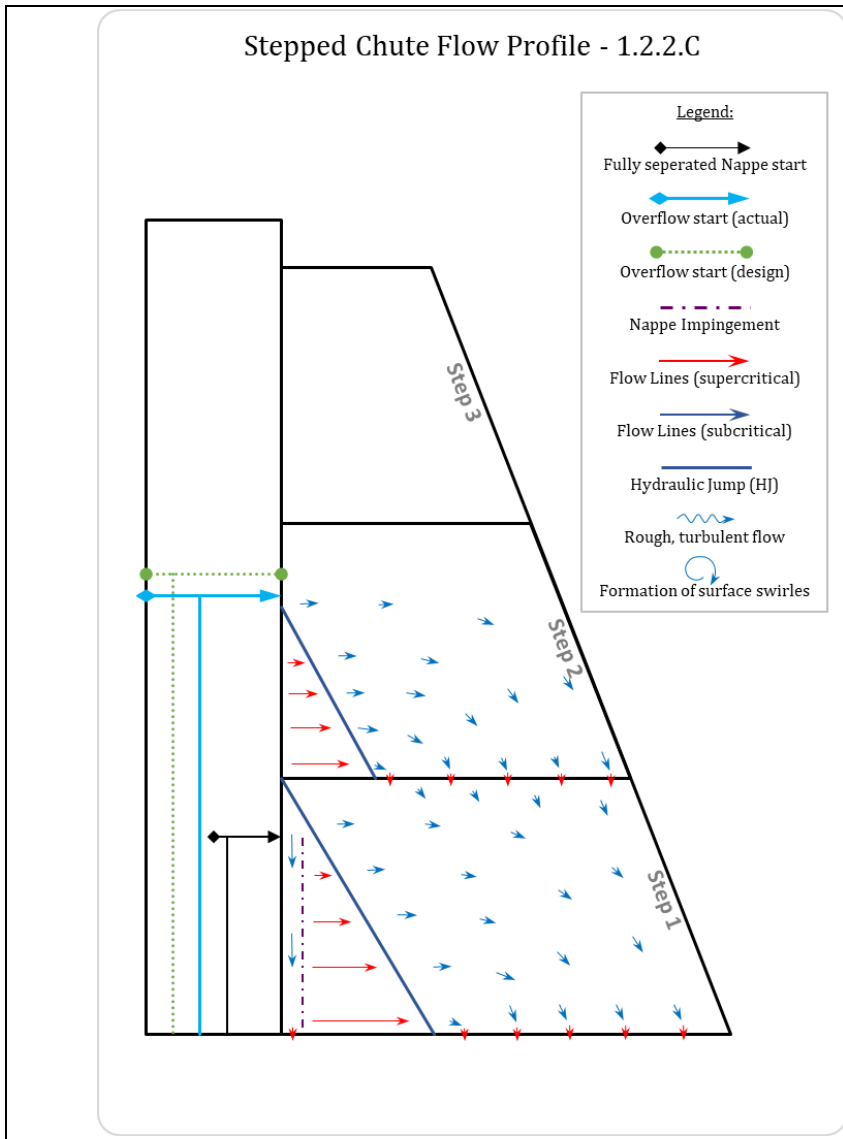 Stepped Chute Flow Profile - 1.2.2.C
Legend:
Fully seperated Nappe start
Overflow start (actual)
Overflow start (design)
Nappe Impingement
Flow Lines (supercritical)
Flow Lines (subcritical)
Hydraulic Jump (HJ)
Rough, turbulent flow
Formation of surface swirles
Step 3
Step 2
Step 1